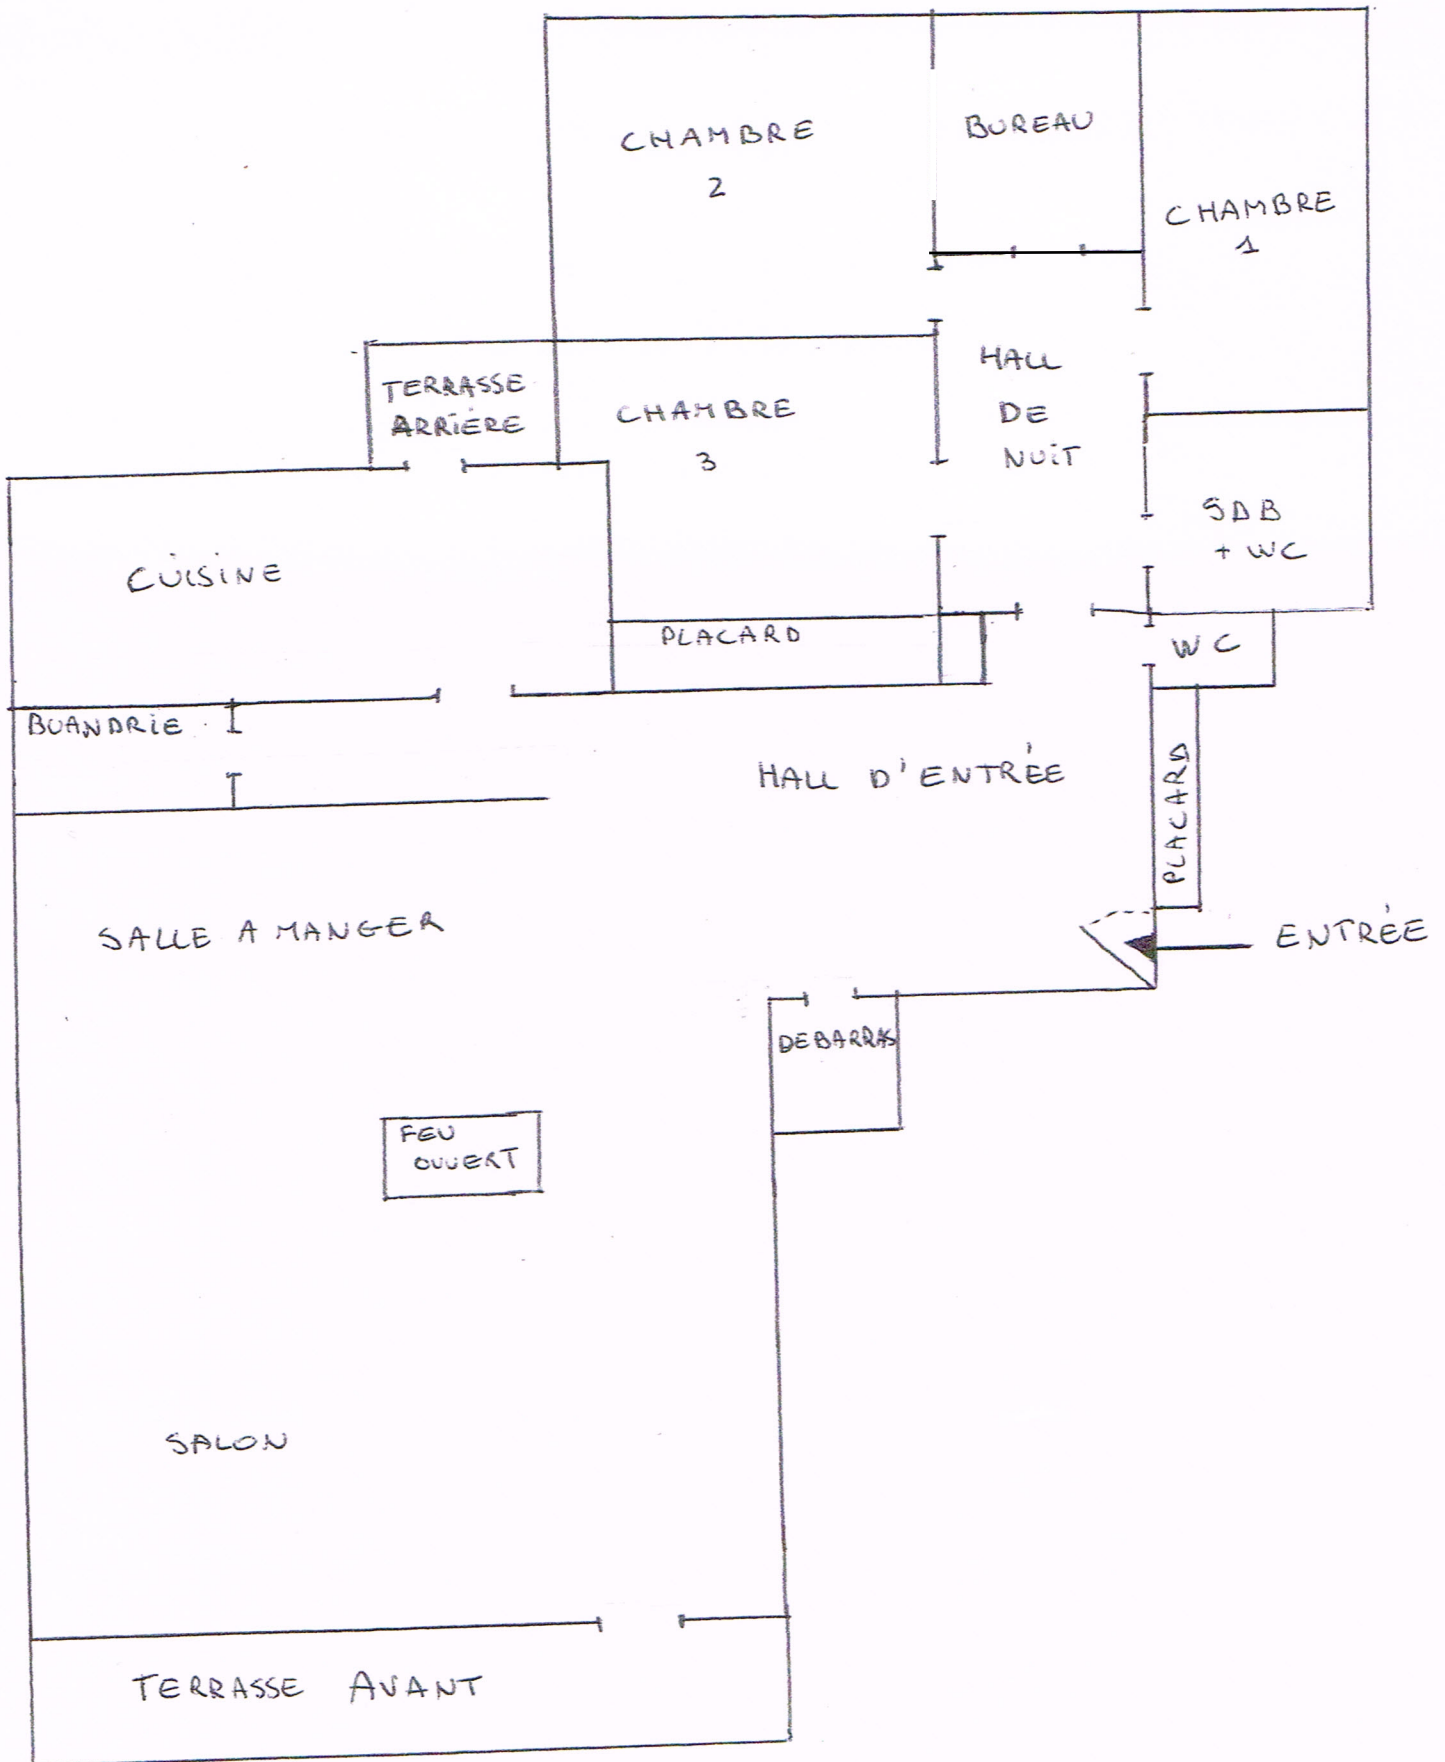 CHAMBRE
2
BUREAU
CHAMBRE
1
TERRASSE
ARRIÈRE
CHAMBRE
3
HALL
DE
NUIT
SDB
+ WC
CUISINE
PLACARD
WC
BUANDRIE
HALL D'ENTRÉE
PLACARD
SALLE A MANGER
ENTRÉE
DEBARRAS
FEU
OUVERT
SALON
TERRASSE AVANT